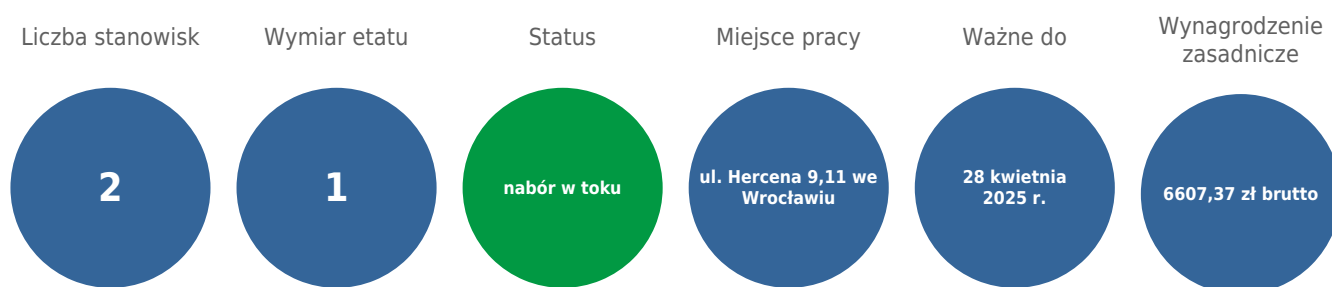 Liczba stanowisk
2
Wymiar etatu
1
Status
nabór w toku
Miejsce pracy
ul. Hercena 9,11 we
Wrocławiu
Ważne do
28 kwietnia
2025 r.
Wynagrodzenie
zasadnicze
6607,37 zł brutto